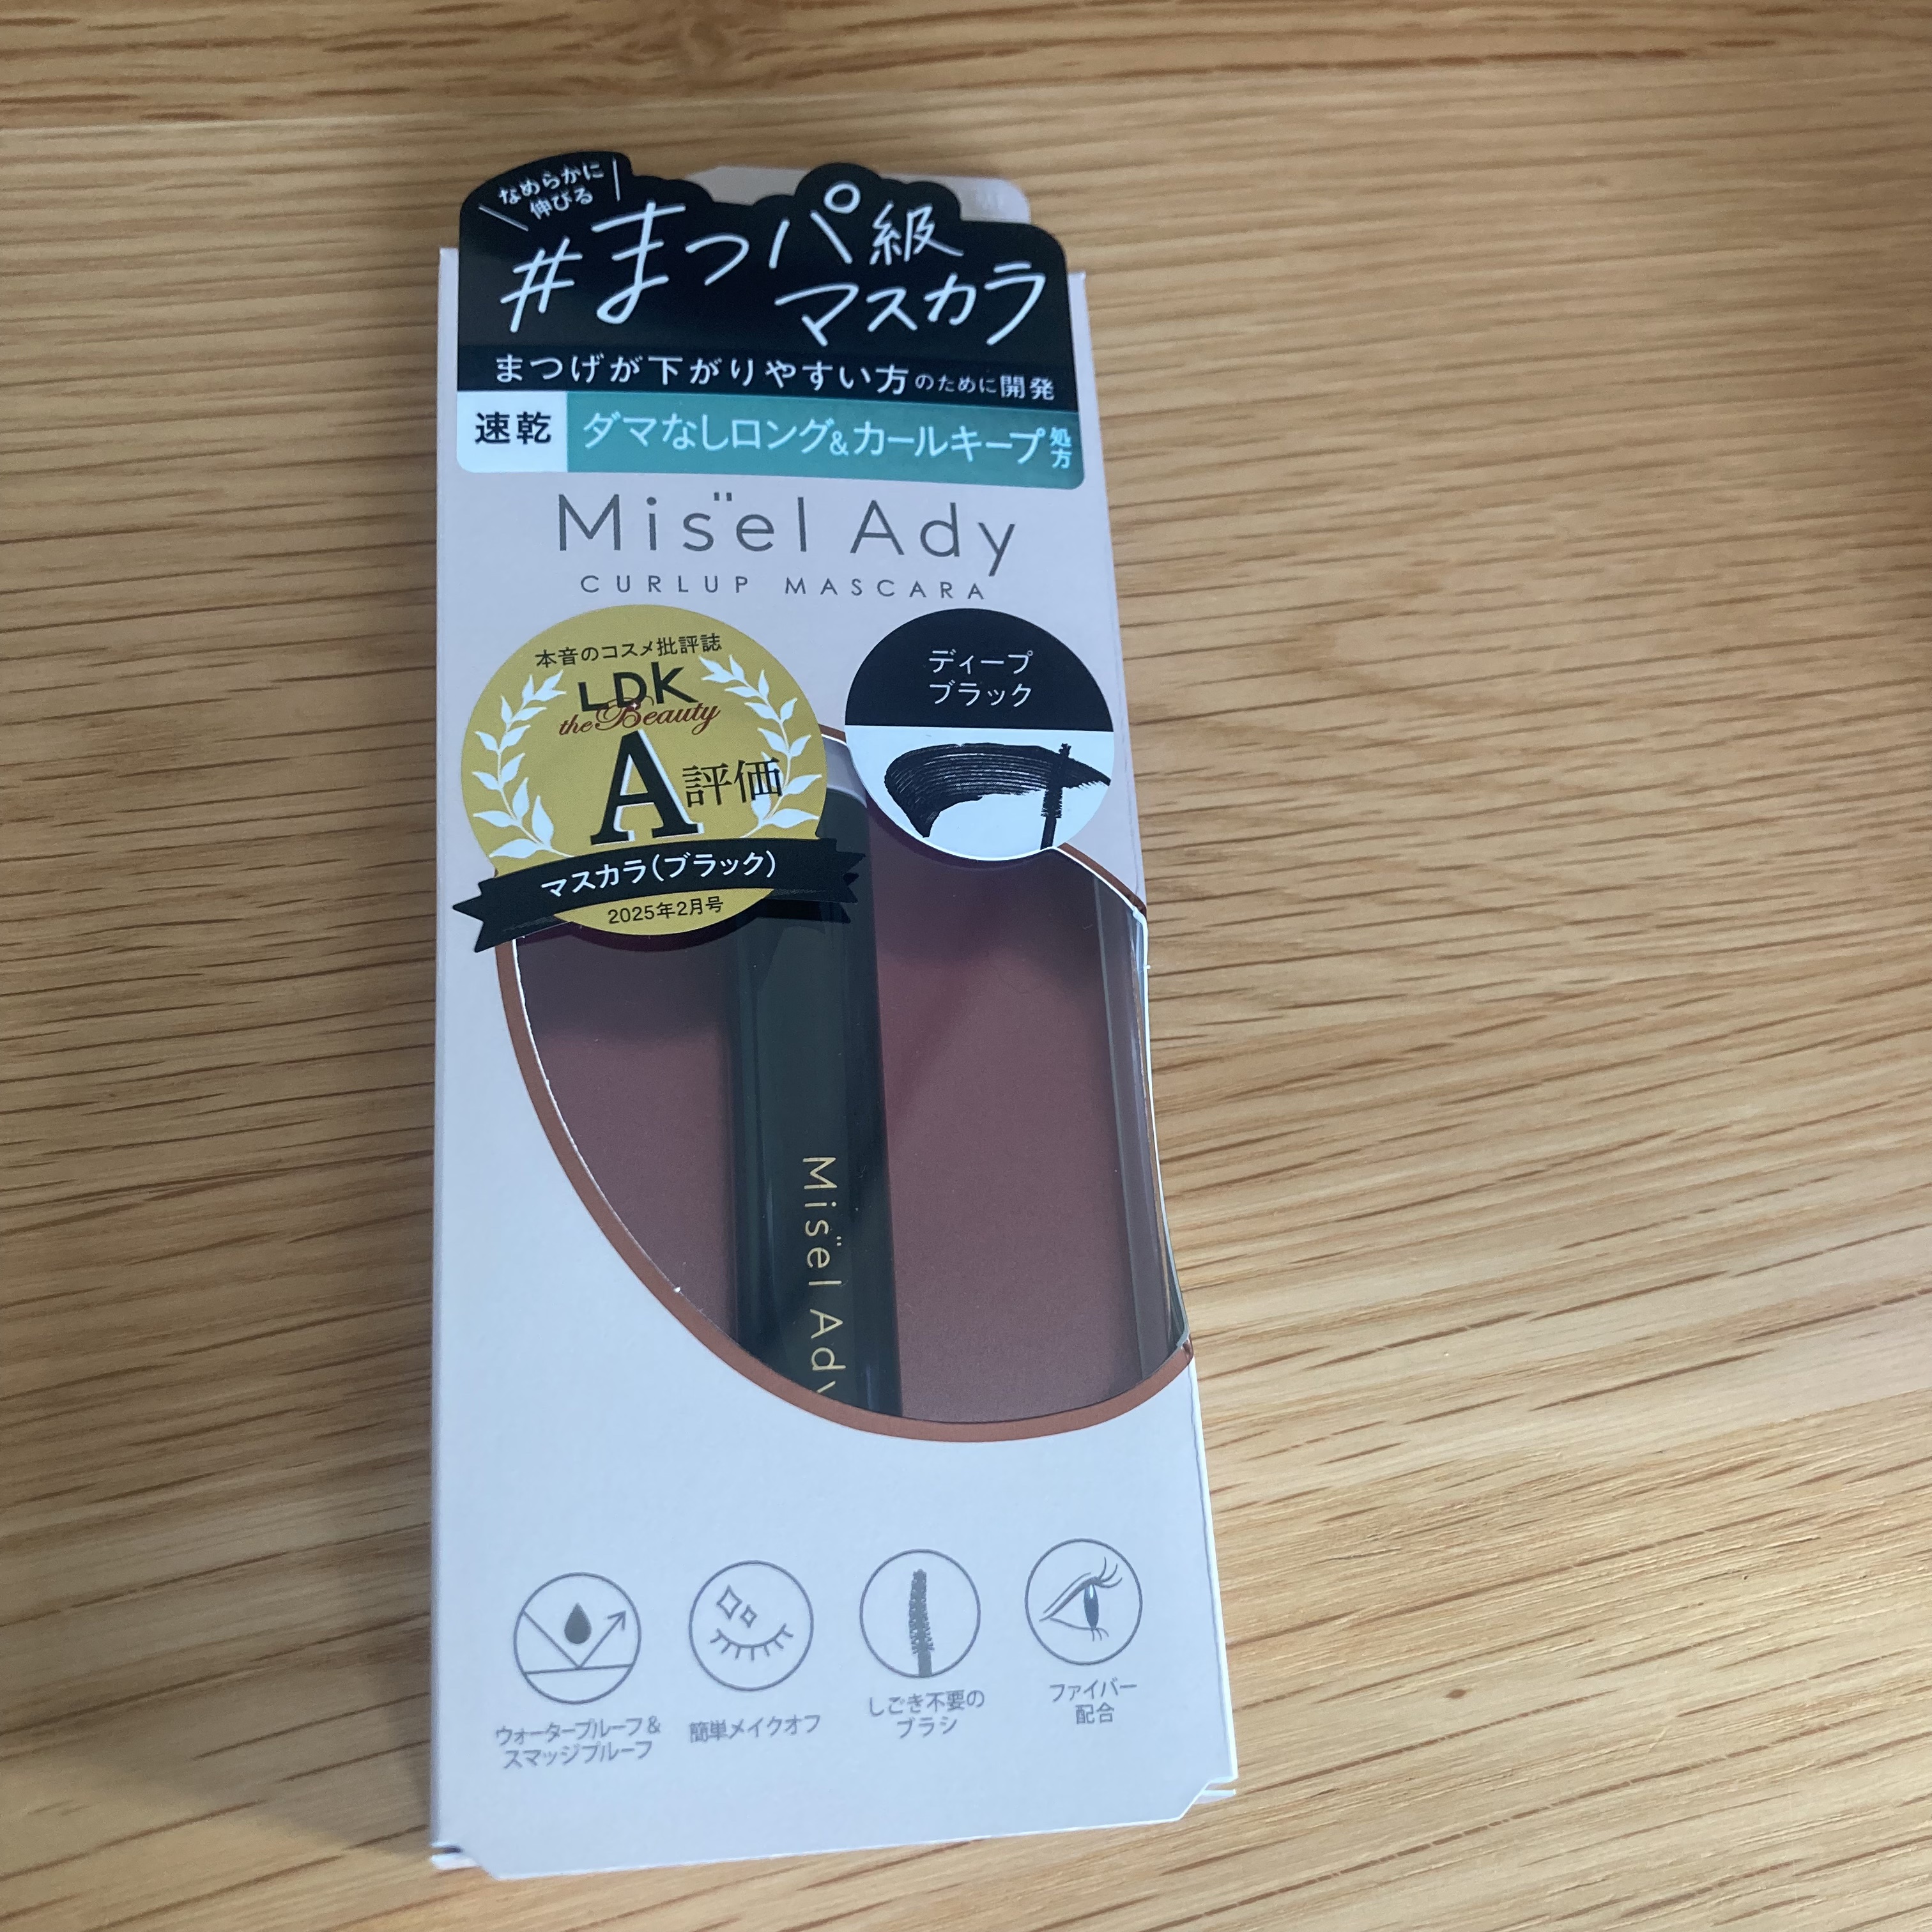 なめらかに
伸びる
#まつパ級
マスカラ
まつげが下がりやすい方のために開発
速乾 ダマなしロング&カールキープ処方
Mis̈el Ady
CURLUP MASCARA
本音のコスメ批評誌
LDK
the Beauty
A評価
マスカラ(ブラック)
2025年2月号
ディープ
ブラック
Mis̈el Ady
ウォータープルーフ&
スマッジプルーフ
簡単メイクオフ
しごき不要の
ブラシ
ファイバー
配合